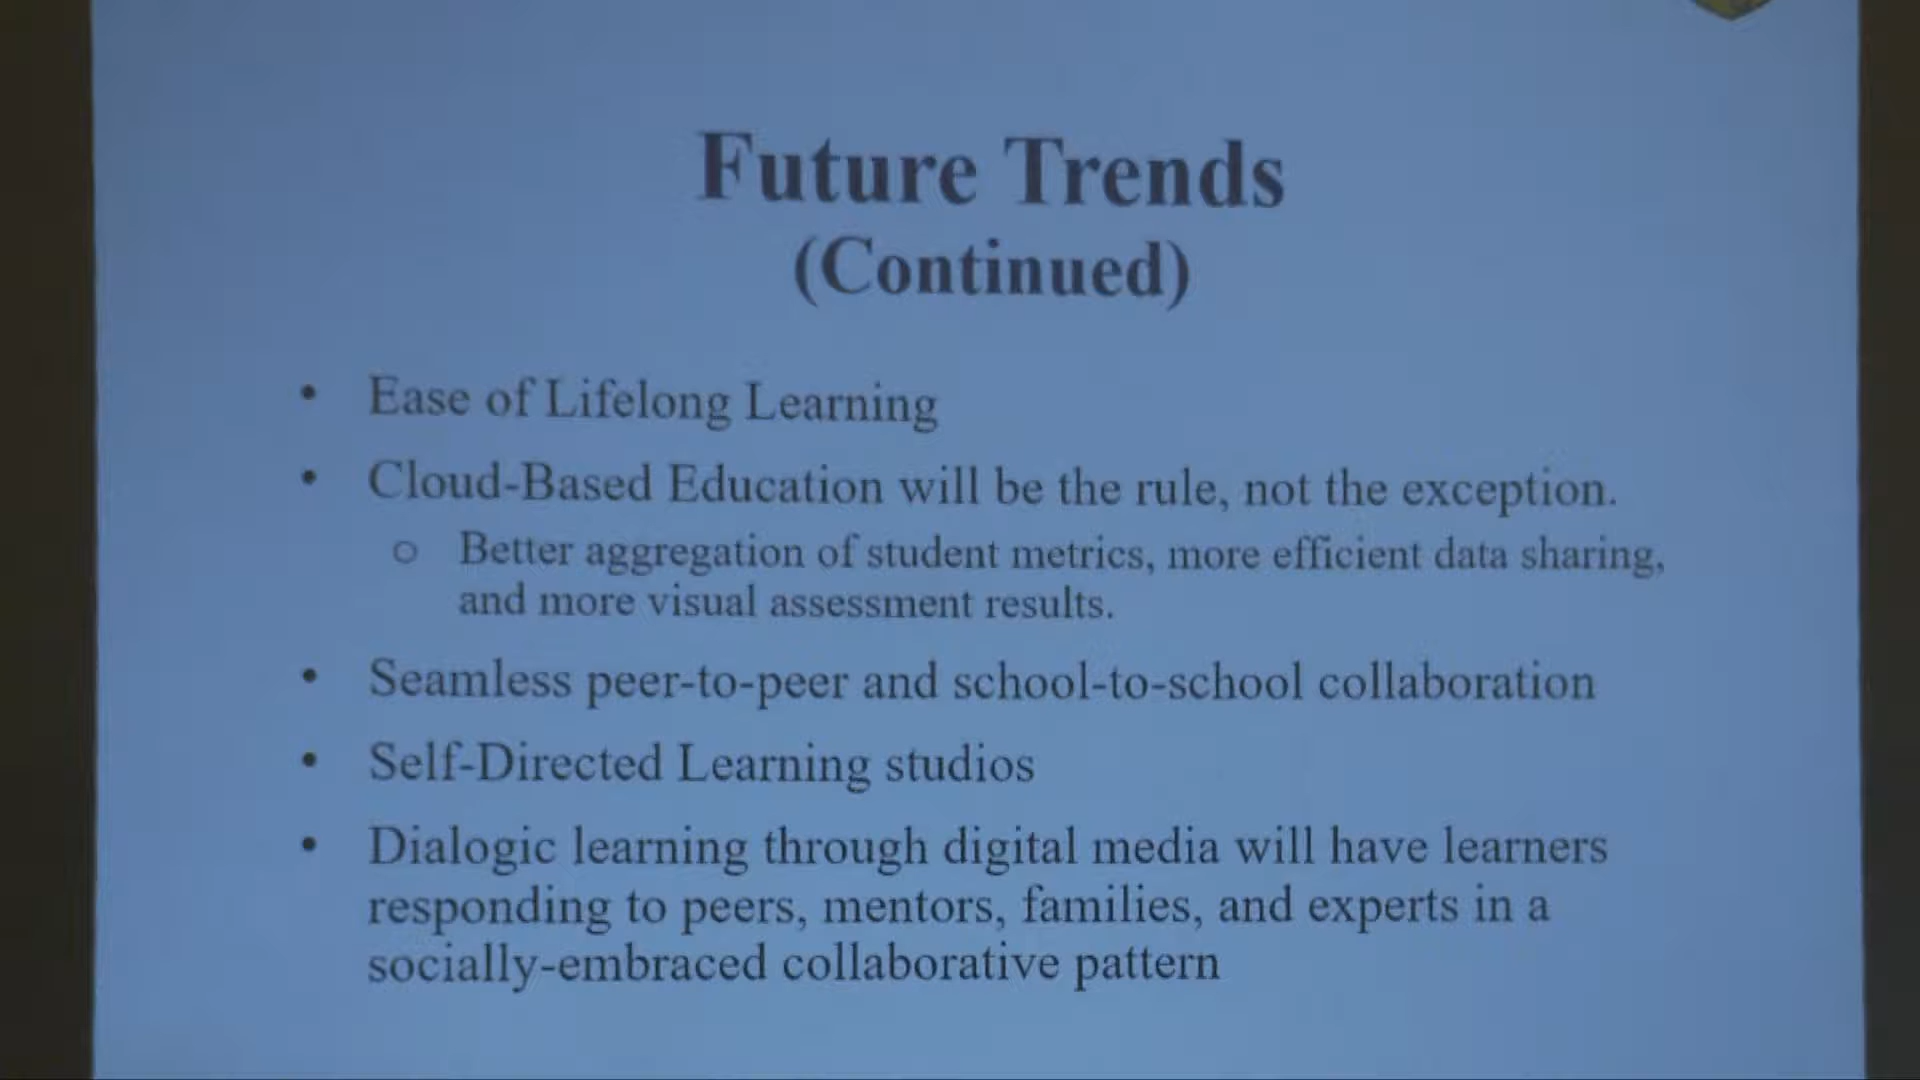 Future Trends
(Continued)
• Ease of Lifelong Learning
• Cloud-Based Education will be the rule, not the exception.
o Better aggregation of student metrics, more efficient data sharing,
and more visual assessment results.
• Seamless peer-to-peer and school-to-school collaboration
• Self-Directed Learning studios
• Dialogic learning through digital media will have learners
responding to peers, mentors, families, and experts in a
socially-embraced collaborative pattern